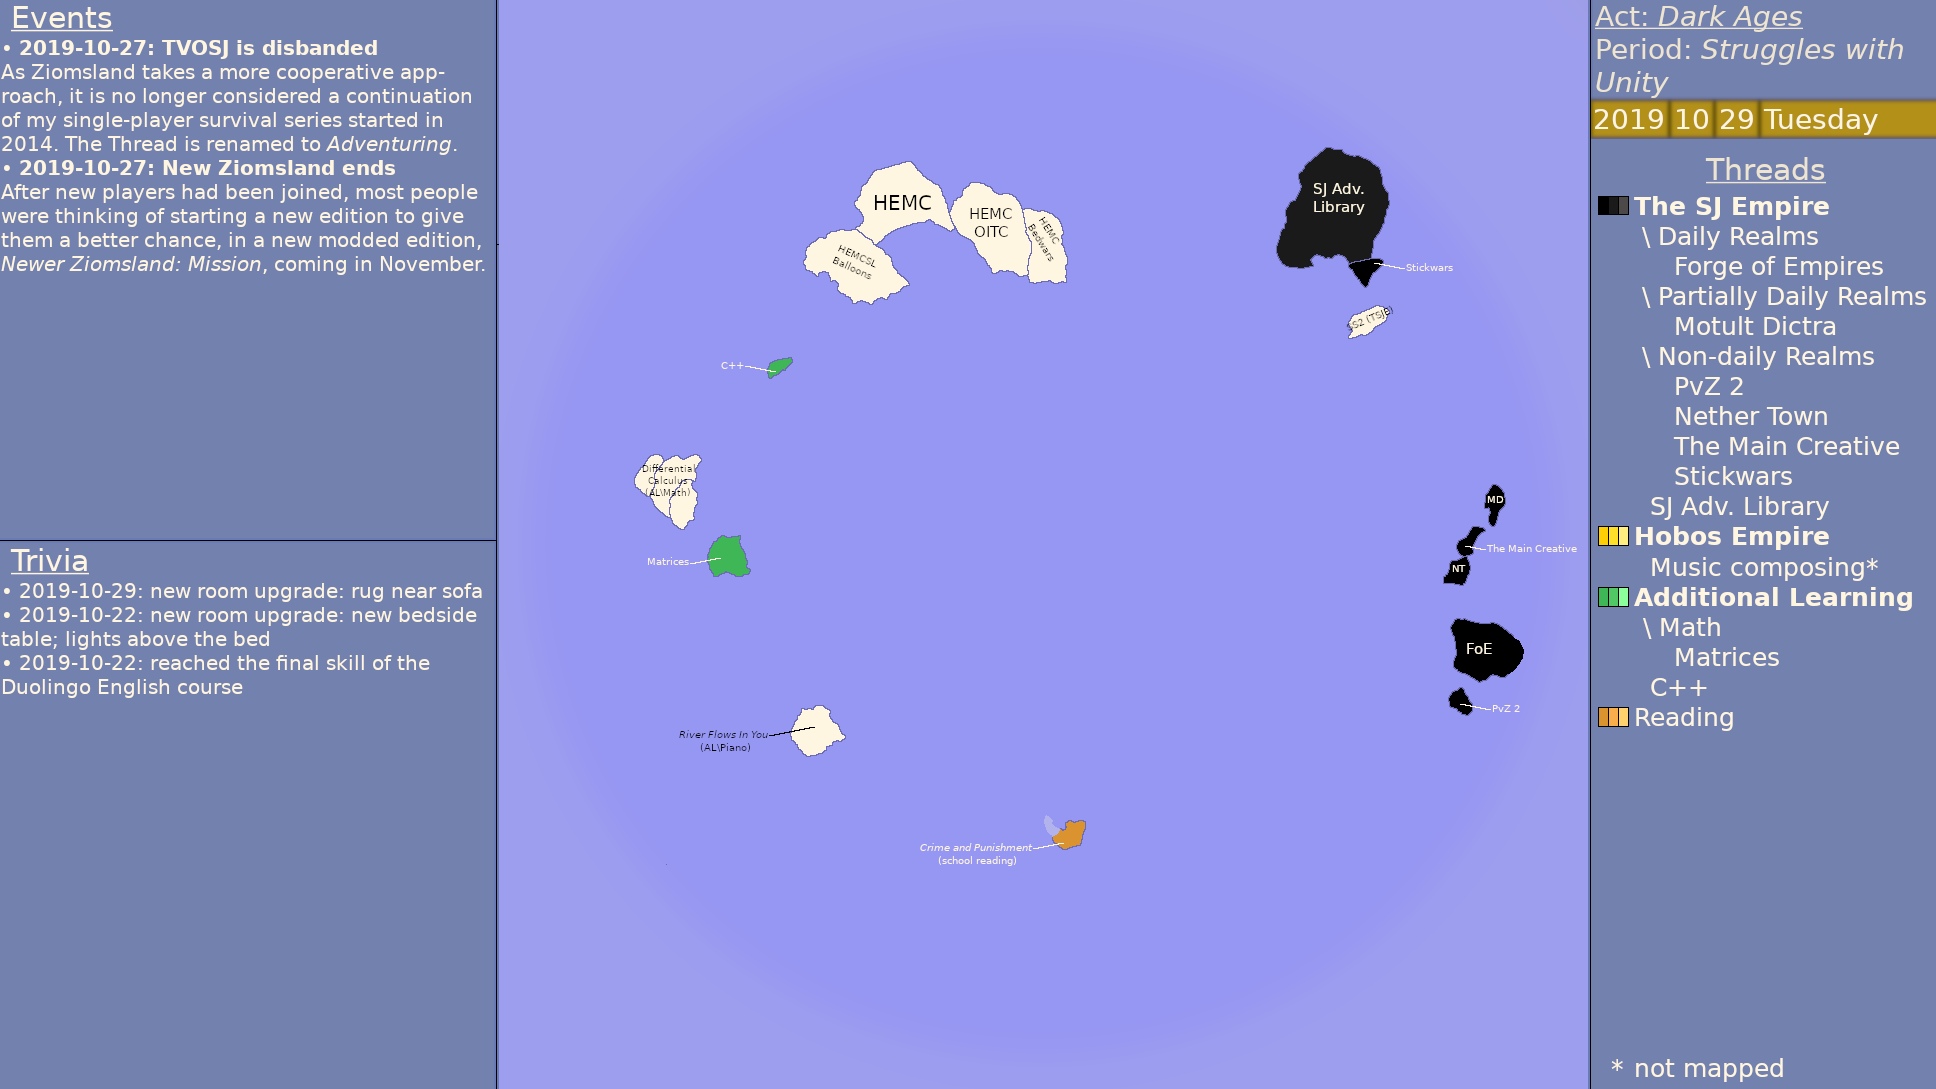 Events
• 2019-10-27: TVOSJ is disbanded
As Ziomsland takes a more cooperative app-
roach, it is no longer considered a continuation
of my single-player survival series started in
2014. The Thread is renamed to Adventuring.
• 2019-10-27: New Ziomsland ends
After new players had been joined, most people
were thinking of starting a new edition to give
them a better chance, in a new modded edition,
Newer Ziomsland: Mission, coming in November.
Trivia
• 2019-10-29: new room upgrade: rug near sofa
• 2019-10-22: new room upgrade: new bedside
table; lights above the bed
• 2019-10-22: reached the final skill of the
Duolingo English course
HEMC
HEMC
OITC
HEMC
Bedwars
HEMCSL
Balloons
SJ Adv.
Library
Stickwars
S2 (TSJE)
C++
Differential
Calculus
(AL\Math)
Matrices
MD
The Main Creative
NT
FoE
PvZ 2
River Flows In You
(AL\Piano)
Crime and Punishment
(school reading)
Act: Dark Ages
Period: Struggles with
Unity
2019 10 29 Tuesday
Threads
The SJ Empire
\ Daily Realms
Forge of Empires
\ Partially Daily Realms
Motult Dictra
\ Non-daily Realms
PvZ 2
Nether Town
The Main Creative
Stickwars
SJ Adv. Library
Hobos Empire
Music composing*
Additional Learning
\ Math
Matrices
C++
Reading
* not mapped